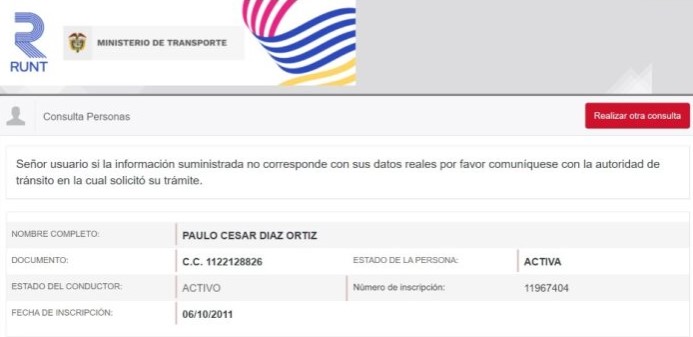 RUNT
MINISTERIO DE TRANSPORTE
Consulta Personas
Realizar otra consulta
Señor usuario si la información suministrada no corresponde con sus datos reales por favor comuníquese con la autoridad de
tránsito en la cual solicitó su trámite.
NOMBRE COMPLETO: PAULO CESAR DIAZ ORTIZ
DOCUMENTO: C.C. 1122128826 ESTADO DE LA PERSONA: ACTIVA
ESTADO DEL CONDUCTOR: ACTIVO Número de inscripción: 11967404
FECHA DE INSCRIPCIÓN: 06/10/2011